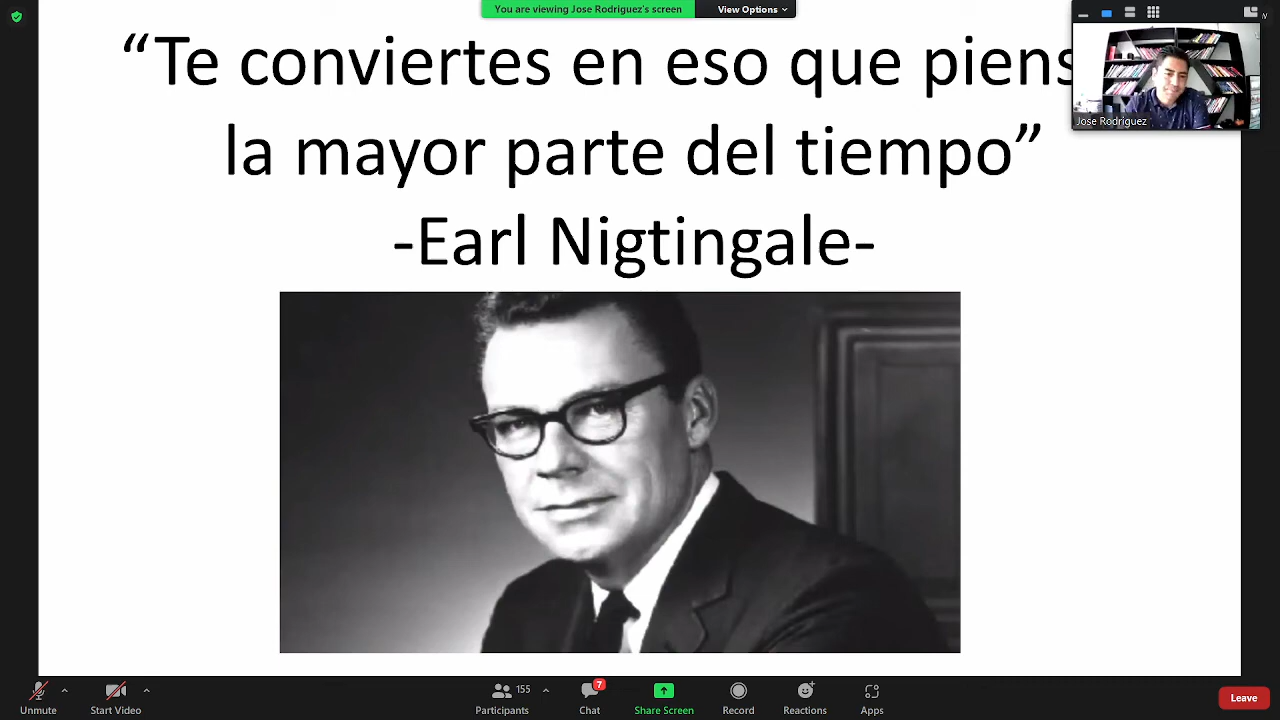 You are viewing Jose Rodriguez's screen View Options
“Te conviertes en eso que piens
la mayor parte del tiempo”
-Earl Nigtingale-
Jose Rodriguez
155
7
Unmute
Start Video
Participants
Chat
Share Screen
Record
Reactions
Apps
Leave